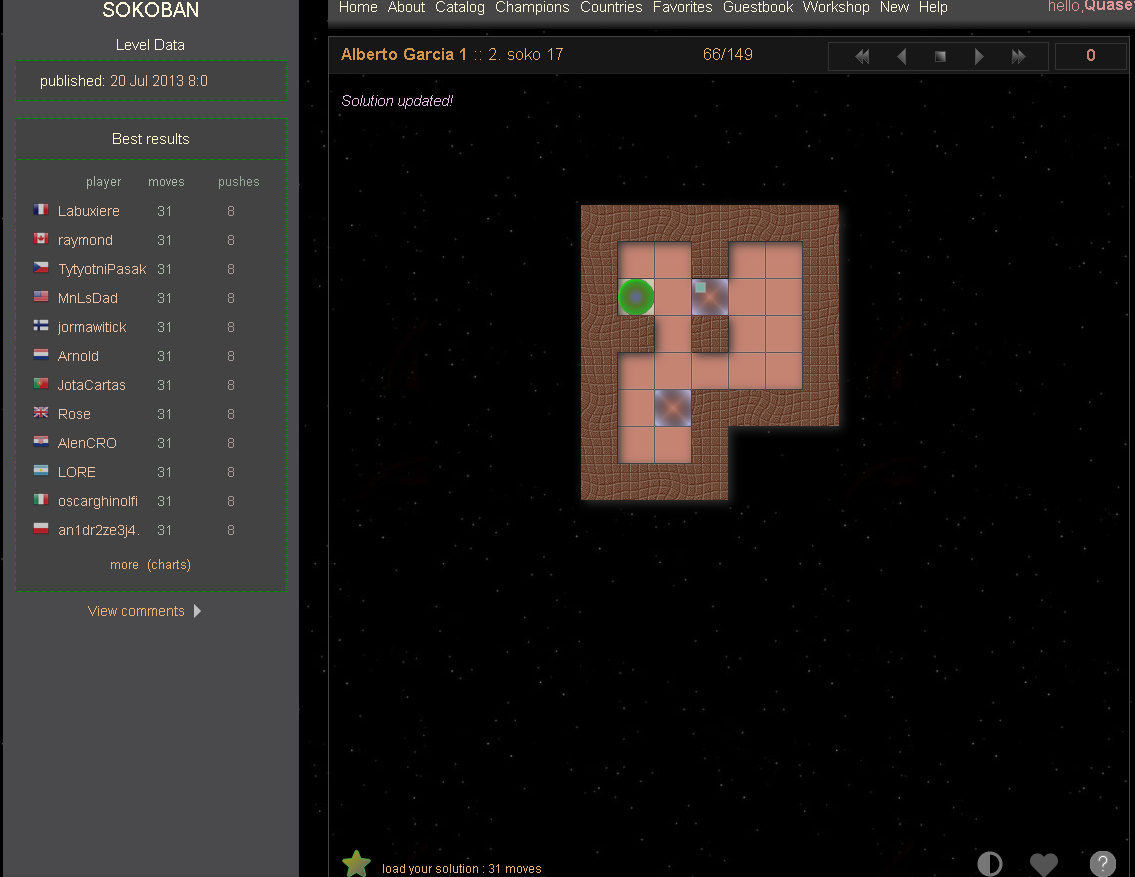 SOKOBAN
Level Data
published: 20 Jul 2013 8:0
Best results
player moves pushes
Labuxiere 31 8
raymond 31 8
TytyotniPasak 31 8
MnLsDad 31 8
jormawitick 31 8
Arnold 31 8
JotaCartas 31 8
Rose 31 8
AlenCRO 31 8
LORE 31 8
oscarghinolfi 31 8
an1dr2ze3j4. 31 8
more (charts)
View comments
Home About Catalog Champions Countries Favorites Guestbook Workshop New Help
hello,Quase
Alberto Garcia 1 :: 2. soko 17 66/149 0
Solution updated!
load your solution : 31 moves
?